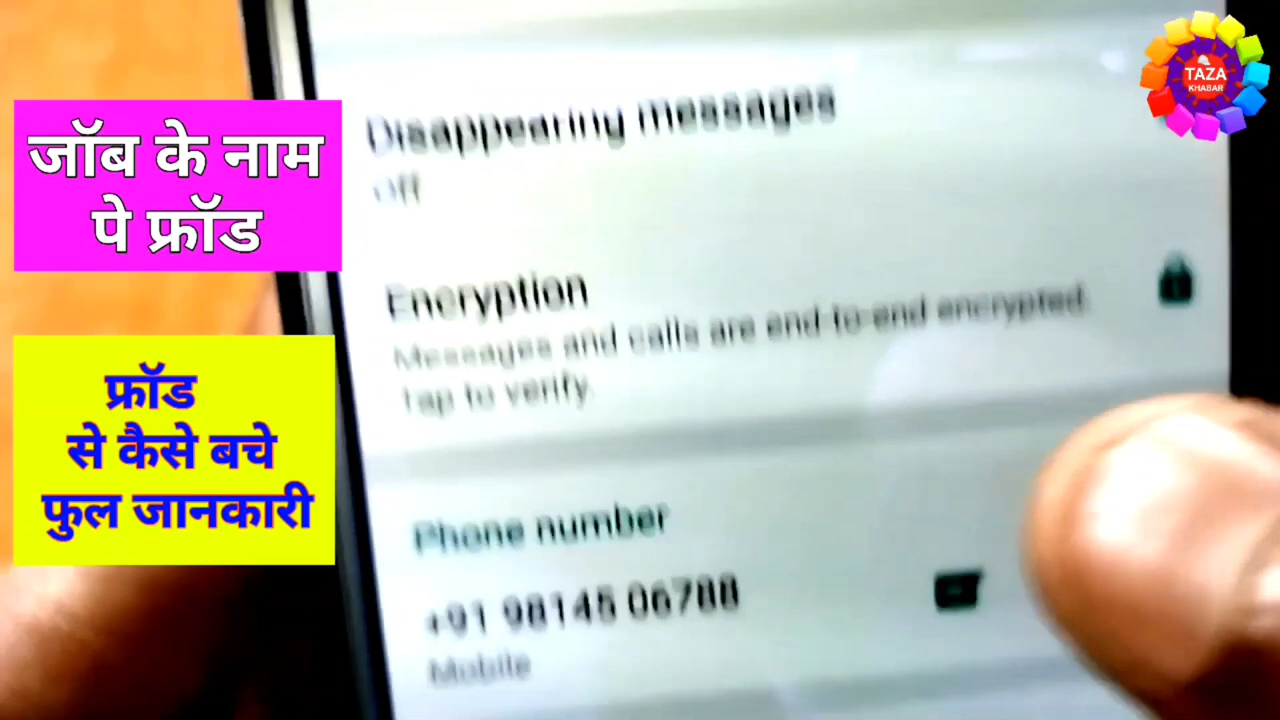 TAZA
KHABAR
जॉब के नाम
पे फ्रॉड
फ्रॉड
से कैसे बचे
फुल जानकारी
Disappearing messages
Off
Encryption
Messages and calls are end-to-end encrypted.
Tap to verify.
Phone number
+91 98145 06788
Mobile